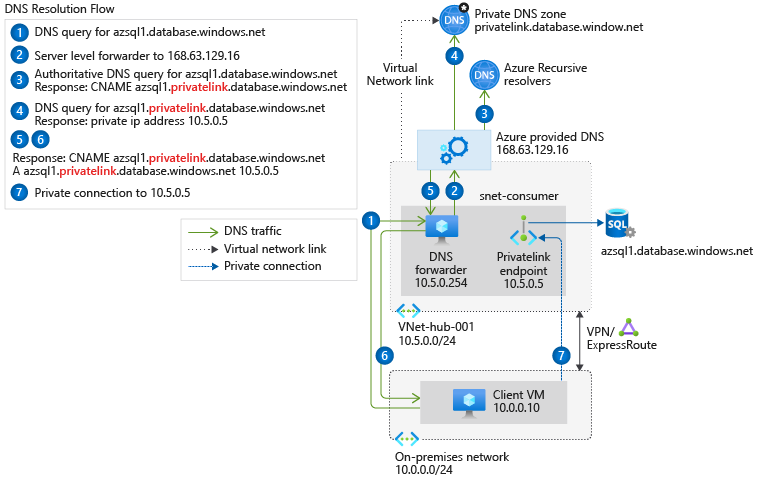 DNS Resolution Flow
1 DNS query for azsql1.database.windows.net
2 Server level forwarder to 168.63.129.16
3 Authoritative DNS query for azsql1.database.windows.net
Response: CNAME azsql1.privatelink.database.windows.net
4 DNS query for azsql1.privatelink.database.windows.net
Response: private ip address 10.5.0.5
5 6
Response: CNAME azsql1.privatelink.database.windows.net
A azsql1.privatelink.database.windows.net 10.5.0.5
7 Private connection to 10.5.0.5
DNS traffic
Virtual network link
Private connection
DNS
Private DNS zone
privatelink.database.window.net
4
Virtual
Network link
DNS
Azure Recursive
resolvers
3
Azure provided DNS
168.63.129.16
5
2
snet-consumer
1
DNS
forwarder
10.5.0.254
Privatelink
endpoint
10.5.0.5
SQL
azsql1.database.windows.net
VNet-hub-001
10.5.0.0/24
VPN/
ExpressRoute
6
7
Client VM
10.0.0.10
On-premises network
10.0.0.0/24